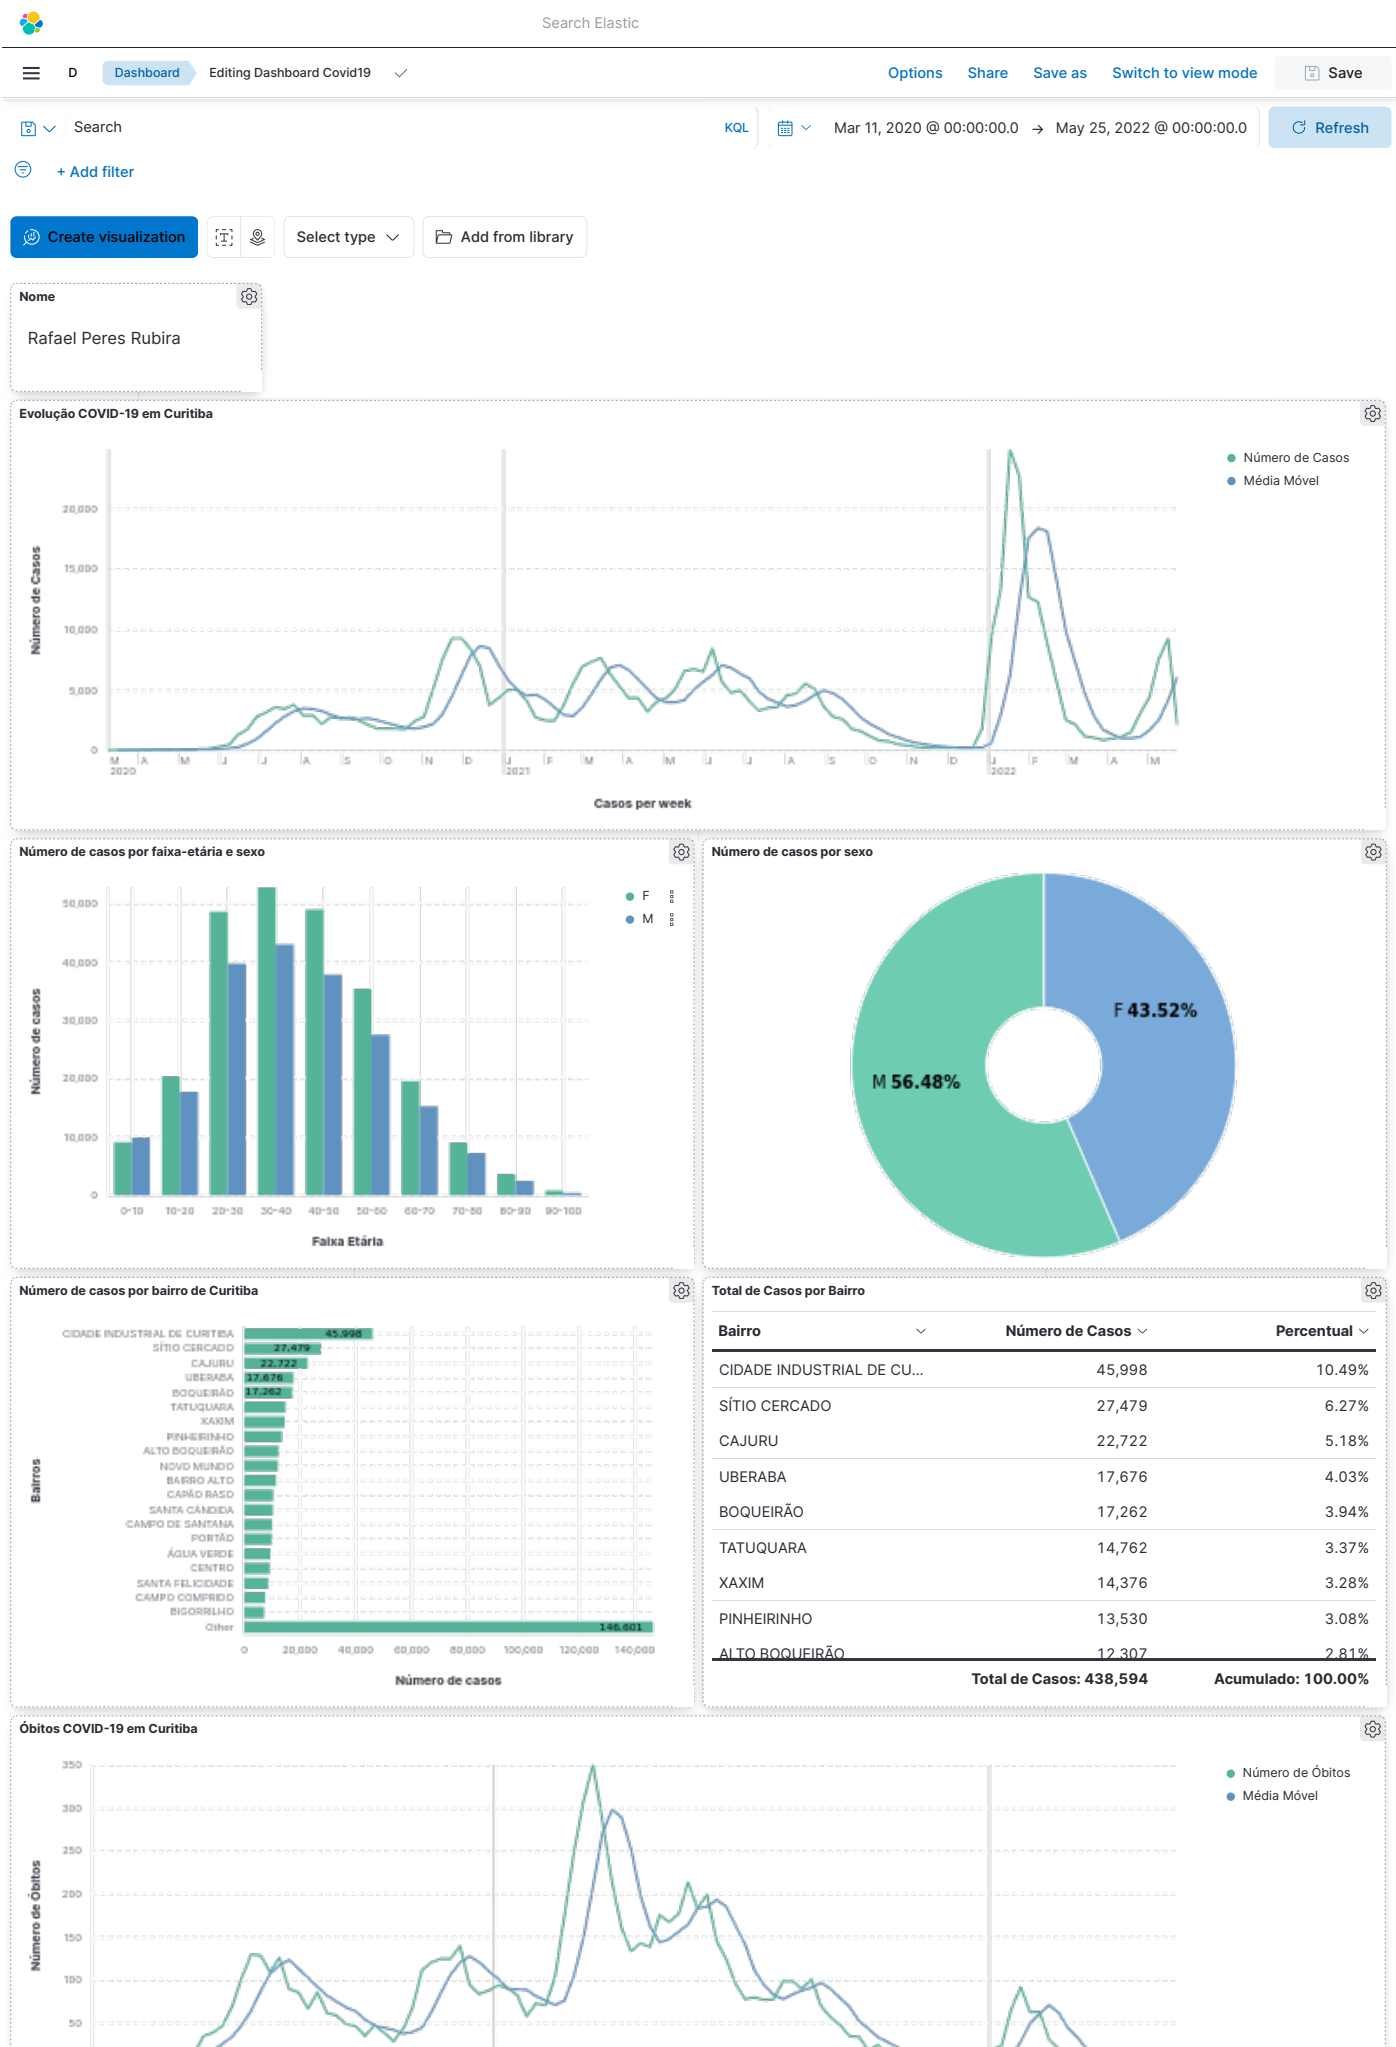 Search Elastic
D Dashboard Editing Dashboard Covid19 Options Share Save as Switch to view mode Save
Search KQL Mar 11, 2020 @ 00:00:00.0 → May 25, 2022 @ 00:00:00.0 Refresh
+ Add filter
Create visualization Select type Add from library
Nome
Rafael Peres Rubira
Evolução COVID-19 em Curitiba
Número de Casos
Média Móvel
Número de Casos
20,000
15,000
10,000
5,000
0
M A M J J A S O N D J F M A M J J A S O N D J F M A M
2020 2021 2022
Casos per week
Número de casos por faixa-etária e sexo
F
M
Número de casos
50,000
40,000
30,000
20,000
10,000
0
0-10 10-20 20-30 30-40 40-50 50-60 60-70 70-80 80-90 90-100
Faixa Etária
Número de casos por sexo
F 43.52%
M 56.48%
Número de casos por bairro de Curitiba
Bairros
CIDADE INDUSTRIAL DE CURITIBA 45,998
SÍTIO CERCADO 27,479
CAJURU 22,722
UBERABA 17,676
BOQUEIRÃO 17,262
TATUQUARA
XAXIM
PINHEIRINHO
ALTO BOQUEIRÃO
NOVO MUNDO
BAIRRO ALTO
CAPÃO RASO
SANTA CÂNDIDA
CAMPO DE SANTANA
PORTÃO
ÁGUA VERDE
CENTRO
SANTA FELICIDADE
CAMPO COMPRIDO
BIGORRILHO
Other 146,601
0 20,000 40,000 60,000 80,000 100,000 120,000 140,000
Número de casos
Total de Casos por Bairro
Bairro Número de Casos Percentual
CIDADE INDUSTRIAL DE CU... 45,998 10.49%
SÍTIO CERCADO 27,479 6.27%
CAJURU 22,722 5.18%
UBERABA 17,676 4.03%
BOQUEIRÃO 17,262 3.94%
TATUQUARA 14,762 3.37%
XAXIM 14,376 3.28%
PINHEIRINHO 13,530 3.08%
ALTO BOQUEIRÃO 12,307 2.81%
Total de Casos: 438,594 Acumulado: 100.00%
Óbitos COVID-19 em Curitiba
Número de Óbitos
Média Móvel
Número de Óbitos
350
300
250
200
150
100
50